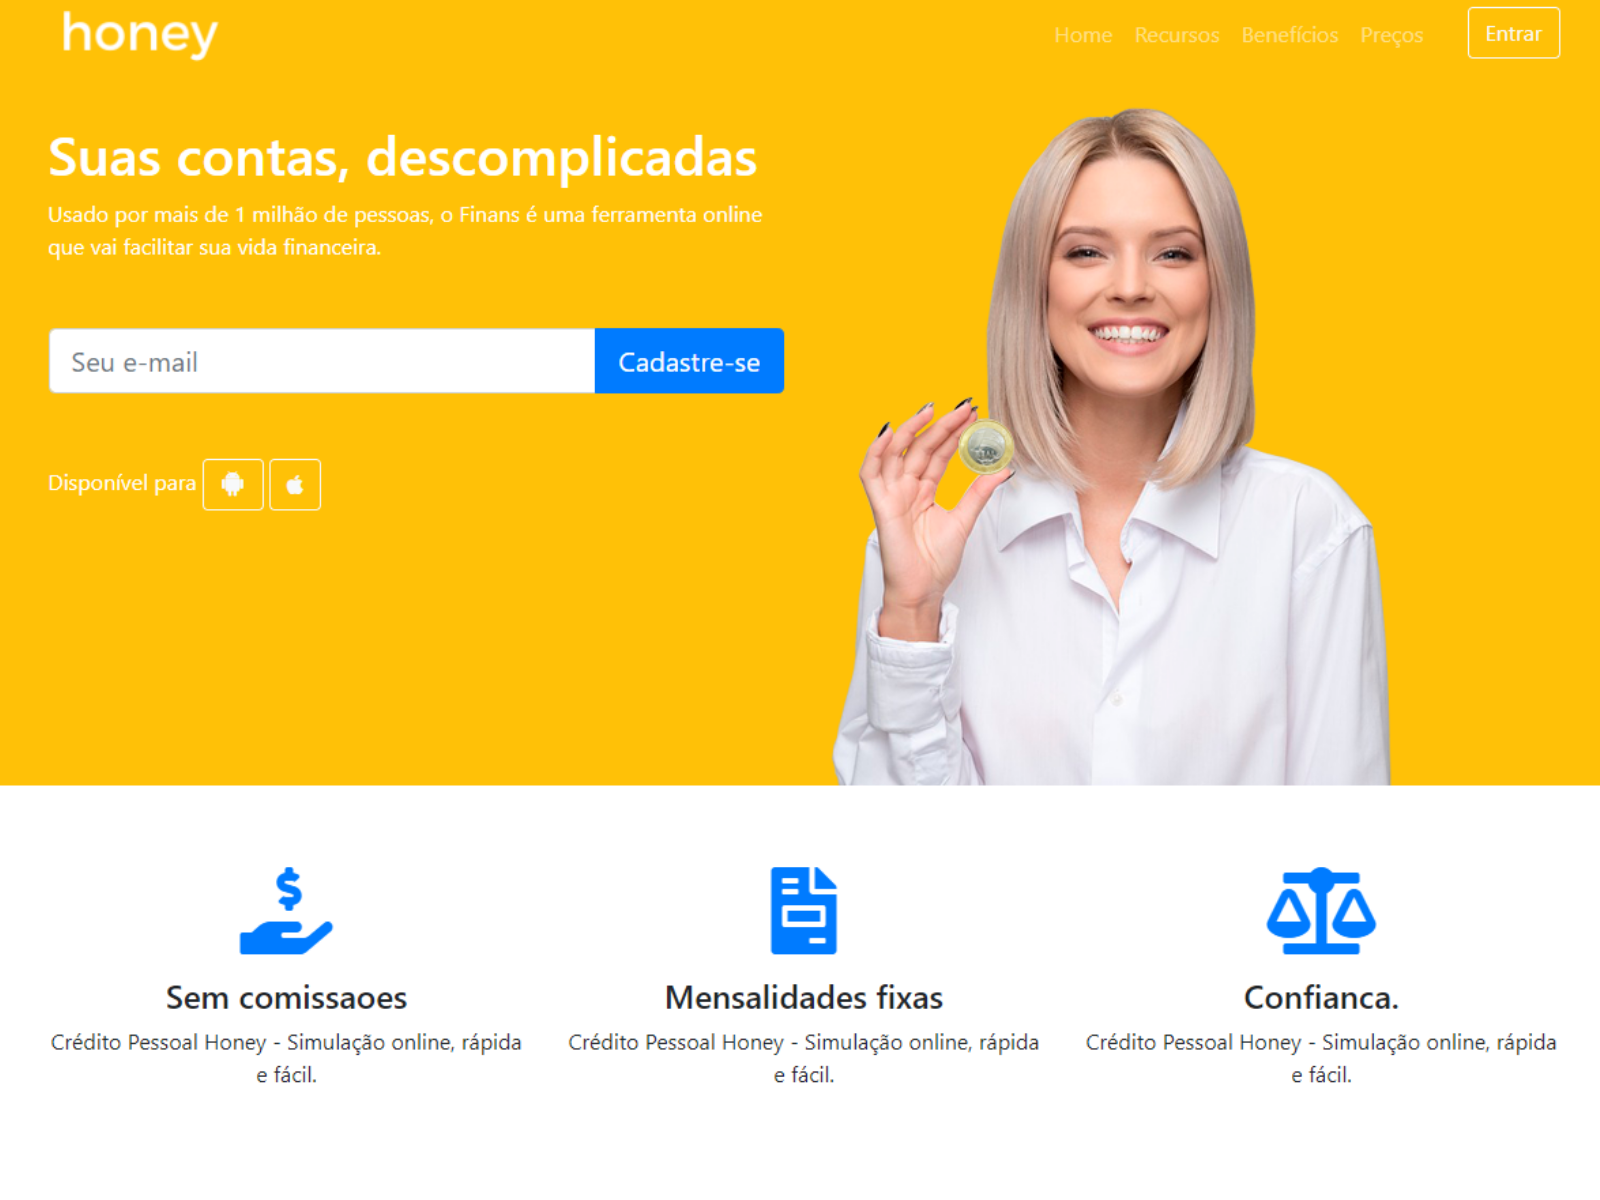 honey
Home Recursos Benefícios Preços Entrar
Suas contas, descomplicadas
Usado por mais de 1 milhão de pessoas, o Finans é uma ferramenta online
que vai facilitar sua vida financeira.
Seu e-mail Cadastre-se
Disponível para
Sem comissaoes
Crédito Pessoal Honey - Simulação online, rápida
e fácil.
Mensalidades fixas
Crédito Pessoal Honey - Simulação online, rápida
e fácil.
Confianca.
Crédito Pessoal Honey - Simulação online, rápida
e fácil.